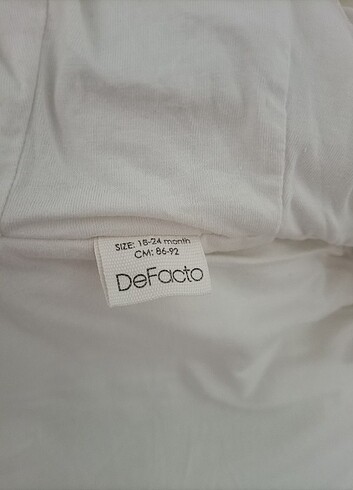 SIZE: 18-24 month
CM: 86-92
DeFacto